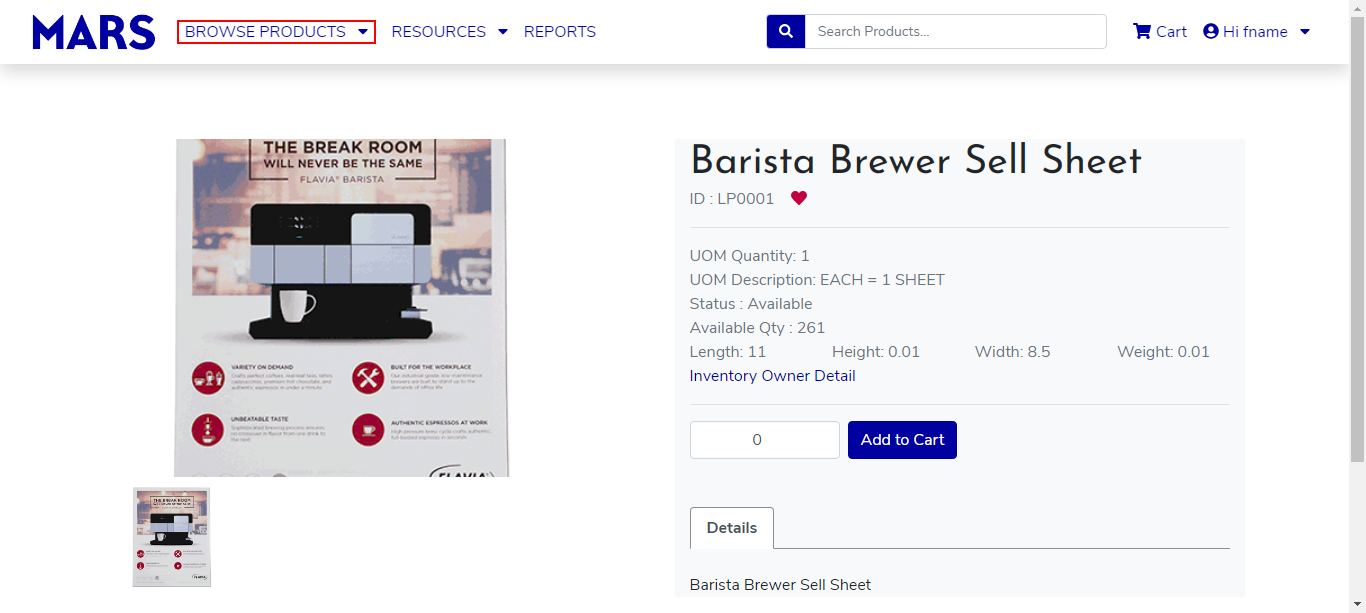 MARS
BROWSE PRODUCTS
RESOURCES
REPORTS
Search Products...
Cart
Hi fname
THE BREAK ROOM
WILL NEVER BE THE SAME
FLAVIA® BARISTA
VARIETY ON DEMAND
BUILT FOR THE WORKPLACE
UNBEATABLE TASTE
AUTHENTIC ESPRESSOS AT WORK
FLAVIA®
Barista Brewer Sell Sheet
ID : LP0001
UOM Quantity: 1
UOM Description: EACH = 1 SHEET
Status : Available
Available Qty : 261
Length: 11 Height: 0.01 Width: 8.5 Weight: 0.01
Inventory Owner Detail
0
Add to Cart
Details
Barista Brewer Sell Sheet